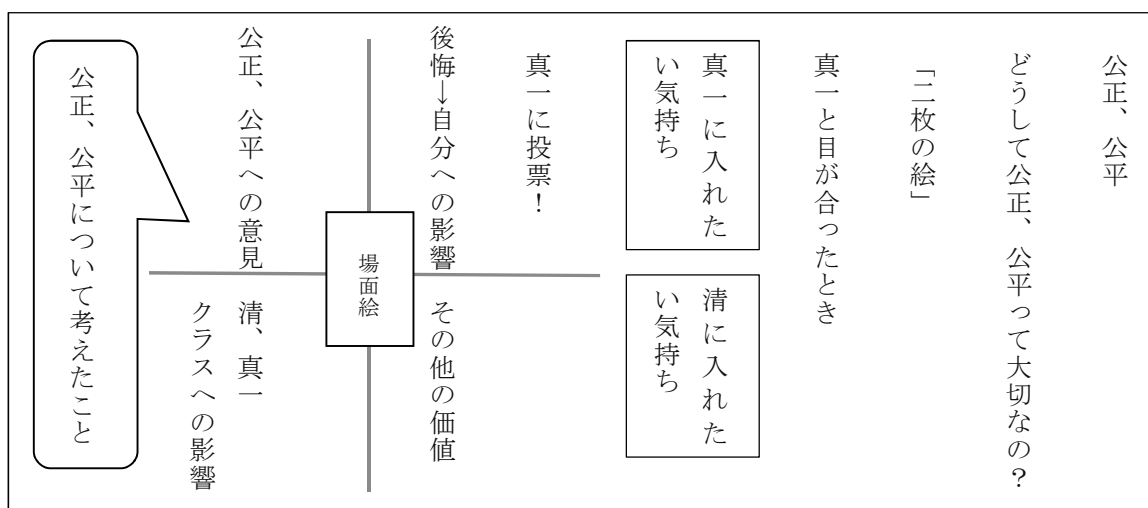 公正、公平
どうして公正、公平って大切なの？
「二枚の絵」
真一と目が合ったとき
真一に入れた
い気持ち
清に入れた
い気持ち
真一に投票！
後悔→自分への影響
その他の価値
場面絵
公正、公平への意見
清、真一
クラスへの影響
公正、公平について考えたこと